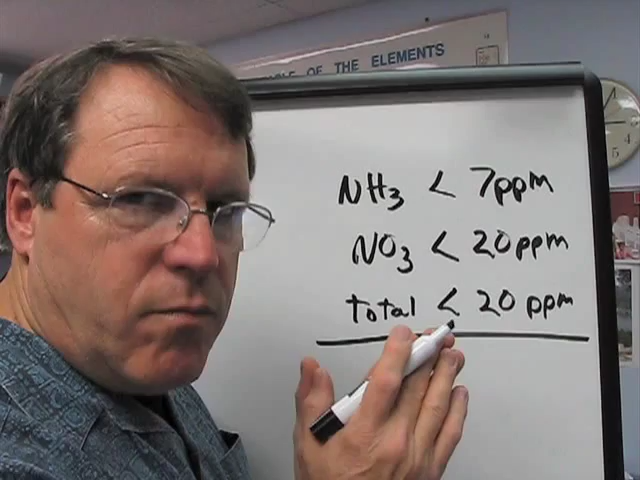 OF THE ELEMENTS
NH3 < 7ppm
NO3 < 20ppm
total < 20 ppm